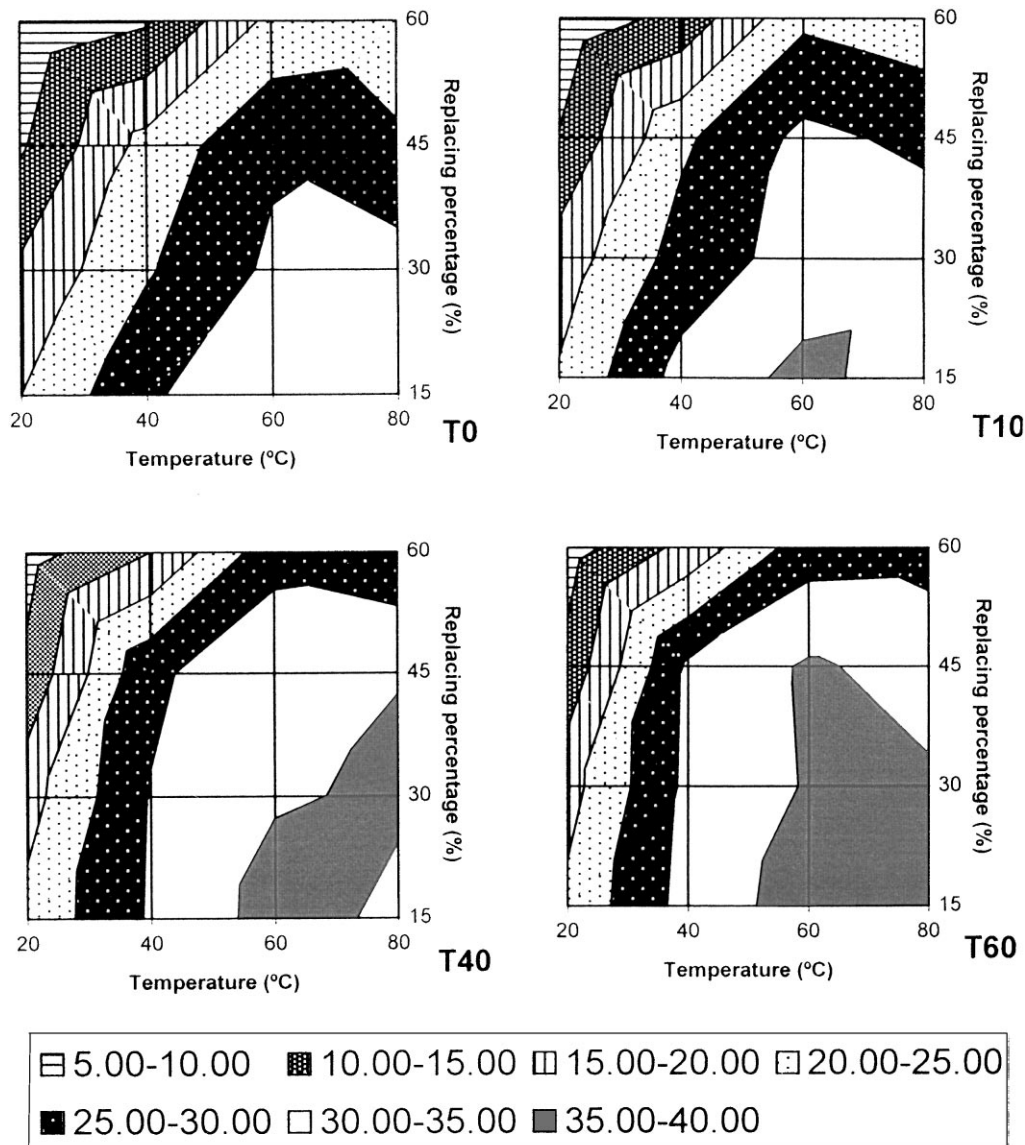 60
45
30
15
20
40
60
80
Replacing percentage (%)
Temperature (ºC)
T0
60
45
30
15
20
40
60
80
Replacing percentage (%)
Temperature (ºC)
T10
60
45
30
15
20
40
60
80
Replacing percentage (%)
Temperature (ºC)
T40
60
45
30
15
20
40
60
80
Replacing percentage (%)
Temperature (ºC)
T60
5.00-10.00 10.00-15.00 15.00-20.00 20.00-25.00
25.00-30.00 30.00-35.00 35.00-40.00